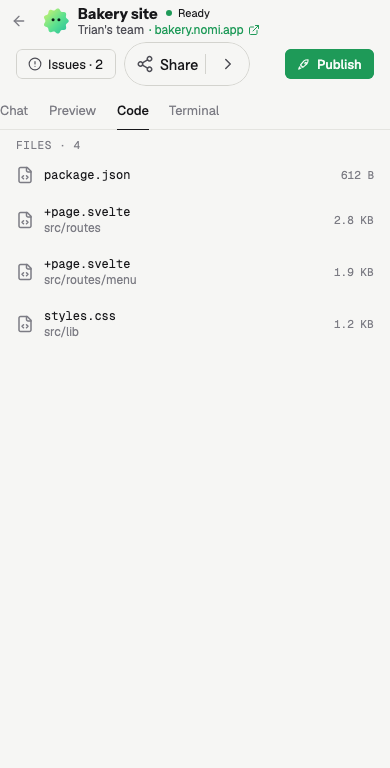 Bakery site
Ready
Trian's team · bakery.nomi.app
Issues · 2
Share
Publish
Chat
Preview
Code
Terminal
FILES · 4
package.json
612 B
+page.svelte
2.8 KB
src/routes
+page.svelte
1.9 KB
src/routes/menu
styles.css
1.2 KB
src/lib